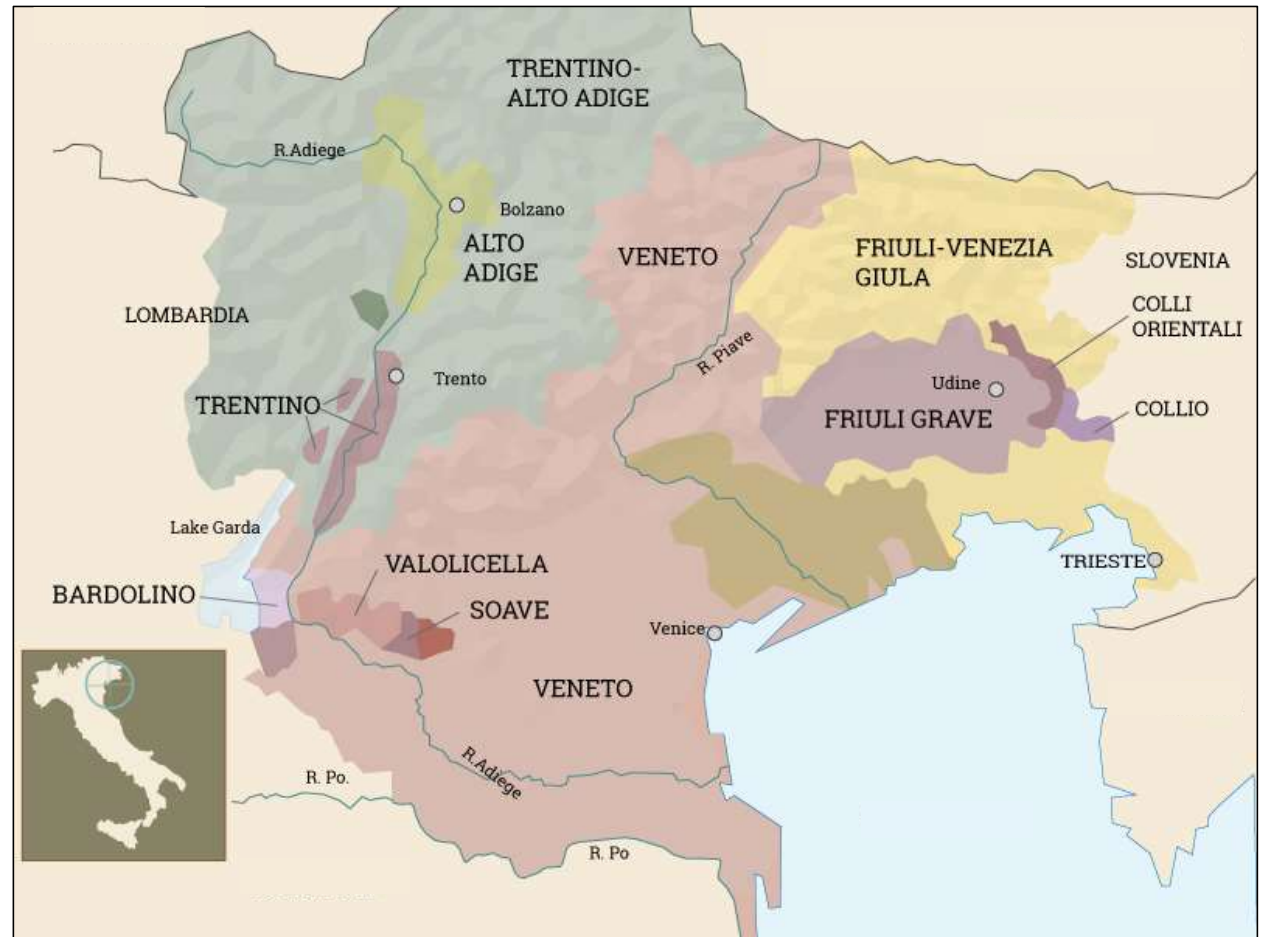 TRENTINO-
ALTO ADIGE
R.Adiege
Bolzano
ALTO
ADIGE
VENETO
FRIULI-VENEZIA
GIULA
SLOVENIA
COLLI
ORIENTALI
LOMBARDIA
R. Piave
Trento
Udine
TRENTINO
FRIULI GRAVE
COLLIO
Lake Garda
VALOLICELLA
TRIESTE
BARDOLINO
SOAVE
Venice
VENETO
R.Adiege
R. Po.
R. Po